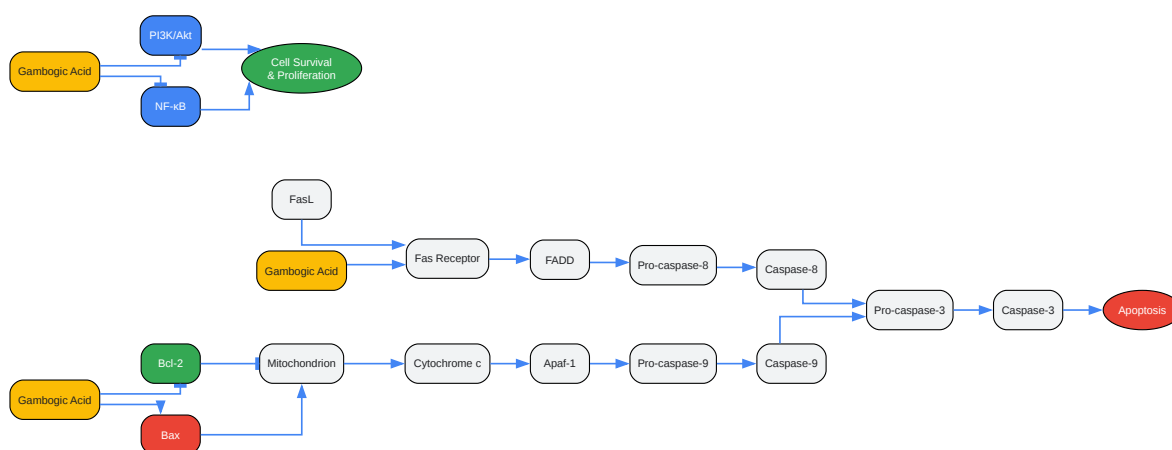 PI3K/Akt
Gambogic Acid
Cell Survival
& Proliferation
NF-κB
FasL
Gambogic Acid
Fas Receptor
FADD
Pro-caspase-8
Caspase-8
Pro-caspase-3
Caspase-3
Apoptosis
Bcl-2
Mitochondrion
Cytochrome c
Apaf-1
Pro-caspase-9
Caspase-9
Gambogic Acid
Bax